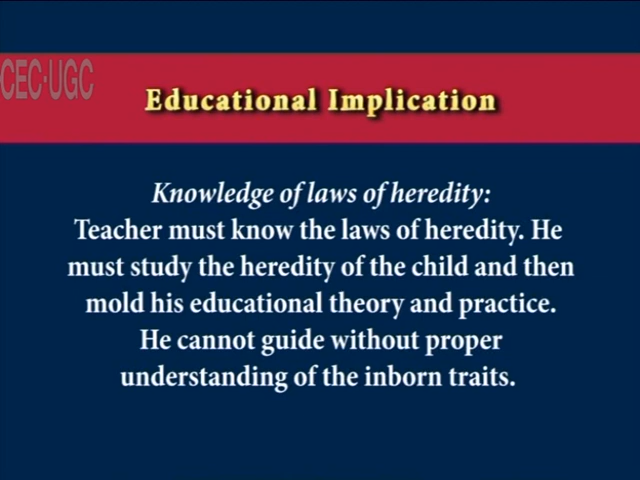 CEC-UGC
Educational Implication
Knowledge of laws of heredity:
Teacher must know the laws of heredity. He
must study the heredity of the child and then
mold his educational theory and practice.
He cannot guide without proper
understanding of the inborn traits.